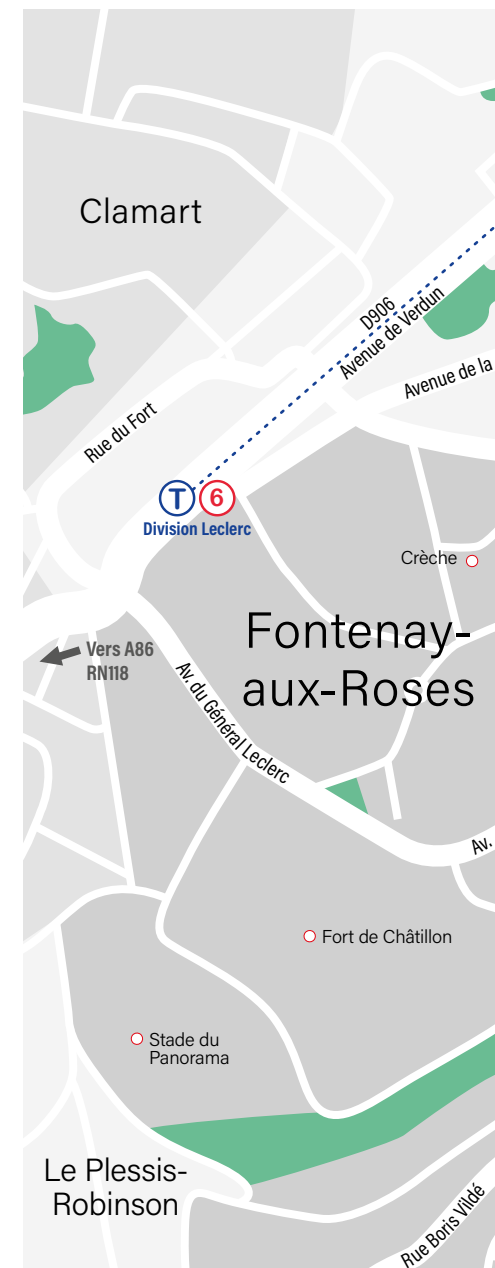 Clamart
D906
Avenue de Verdun
Avenue de la
Rue du Fort
T 6
Division Leclerc
Crèche
Fontenay-
aux-Roses
Vers A86
RN118
Av. du Général Leclerc
Av.
Fort de Châtillon
Stade du
Panorama
Le Plessis-
Robinson
Rue Boris Vildé